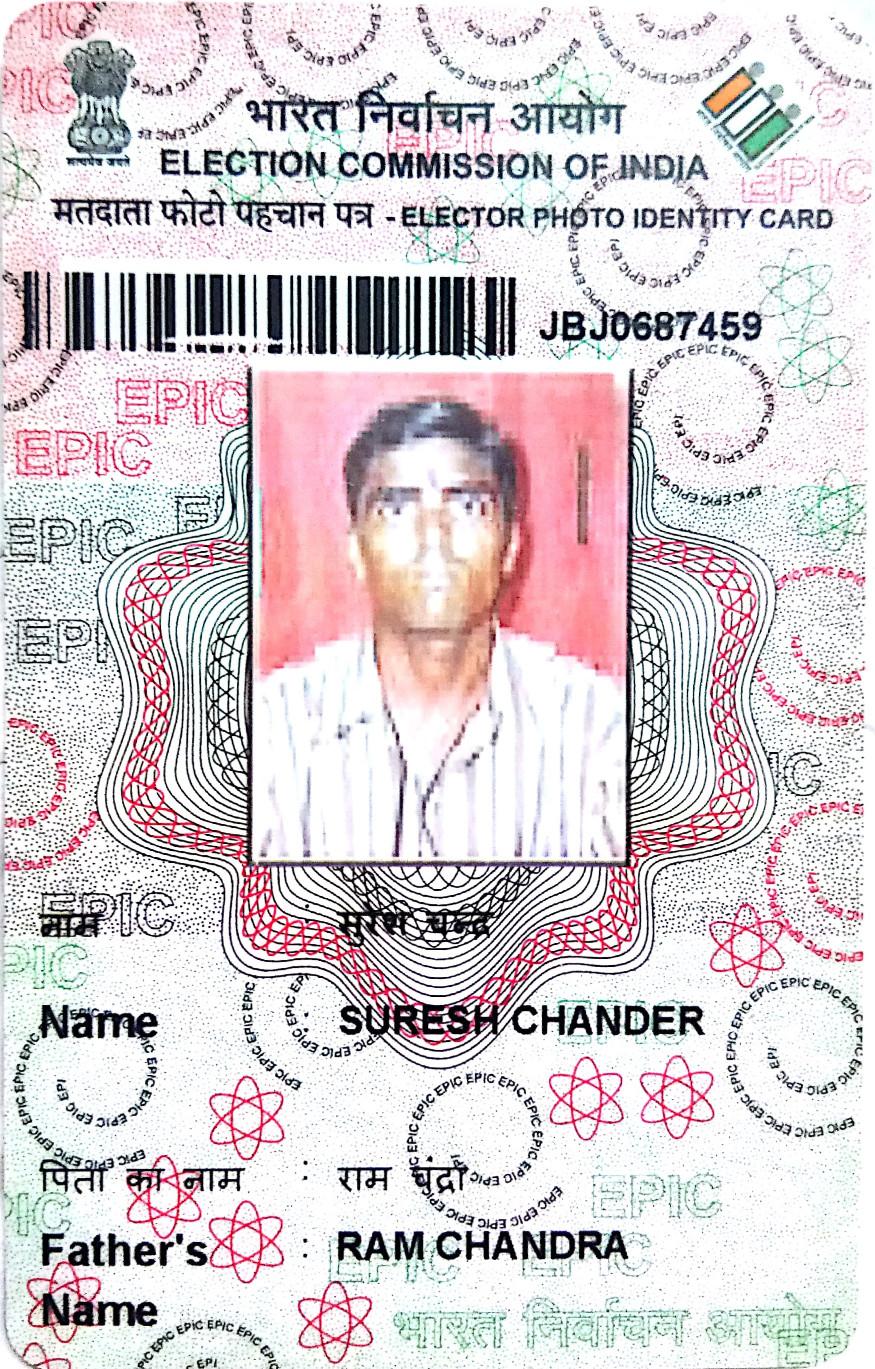 सत्यमेव जयते
भारत निर्वाचन आयोग
ELECTION COMMISSION OF INDIA
मतदाता फोटो पहचान पत्र - ELECTOR PHOTO IDENTITY CARD
JBJ0687459
नाम : सुरेश चन्द्र
Name : SURESH CHANDER
पिता का नाम : राम चंद्रा
Father's : RAM CHANDRA
Name
भारत निर्वाचन आयोग